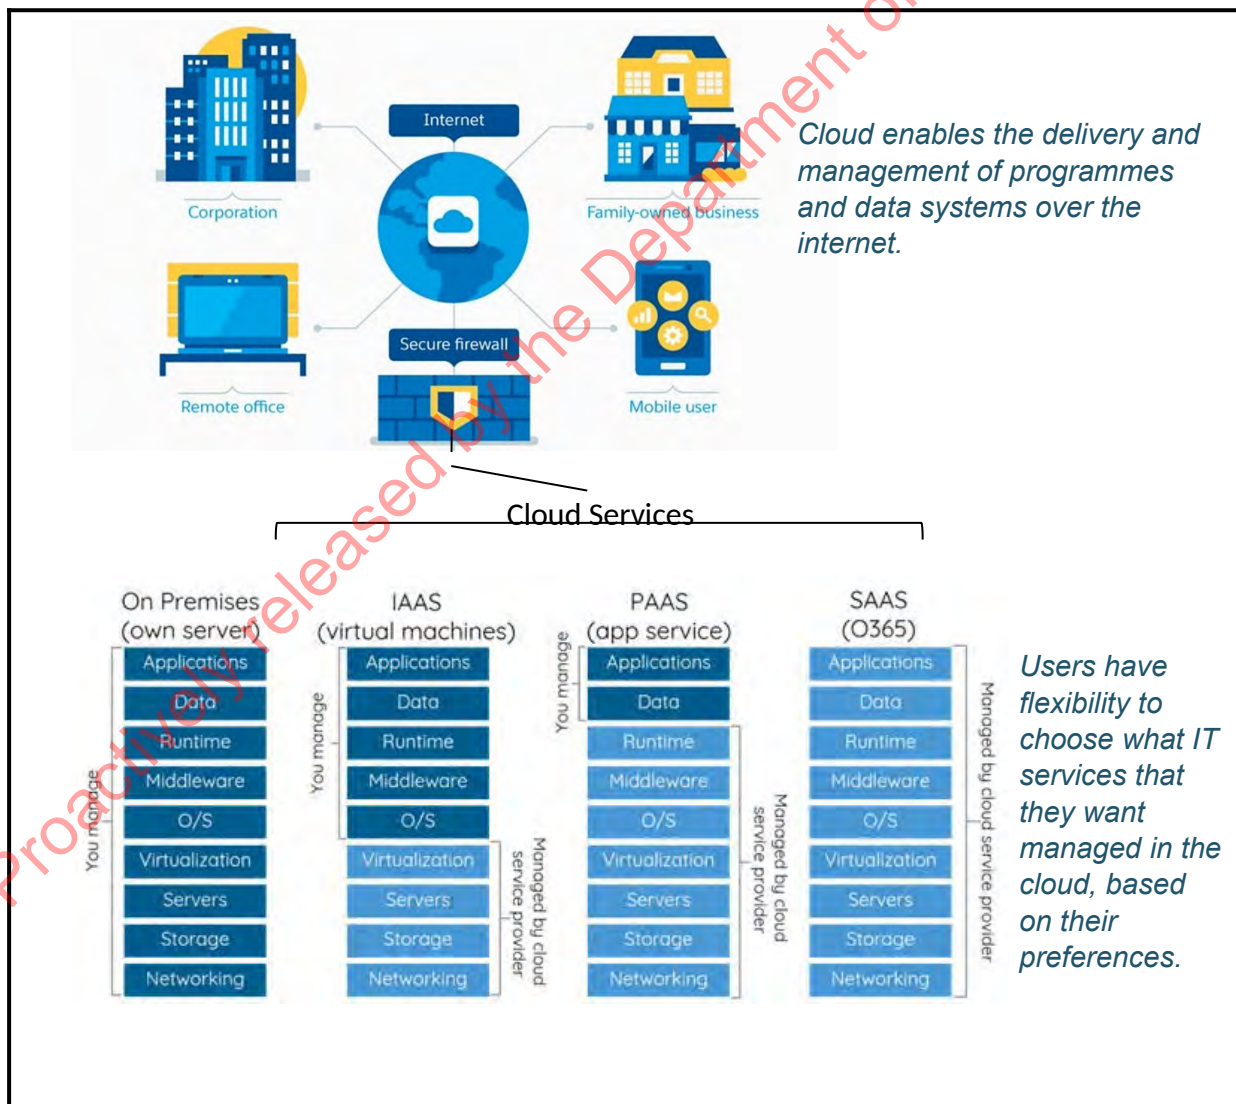 Internet
Corporation
Family-owned business
Cloud enables the delivery and
management of programmes
and data systems over the
internet.
Secure firewall
Remote office
Mobile user
Cloud Services
On Premises
(own server)
You manage
Applications
Data
Runtime
Middleware
O/S
Virtualization
Servers
Storage
Networking
IAAS
(virtual machines)
You manage
Applications
Data
Runtime
Middleware
O/S
Virtualization
Servers
Storage
Networking
Managed by cloud
service provider
PAAS
(app service)
You manage
Applications
Data
Runtime
Middleware
O/S
Virtualization
Servers
Storage
Networking
Managed by cloud
service provider
SAAS
(O365)
Applications
Data
Runtime
Middleware
O/S
Virtualization
Servers
Storage
Networking
Managed by cloud service provider
Users have
flexibility to
choose what IT
services that
they want
managed in the
cloud, based
on their
preferences.
Proactively released by the Department of